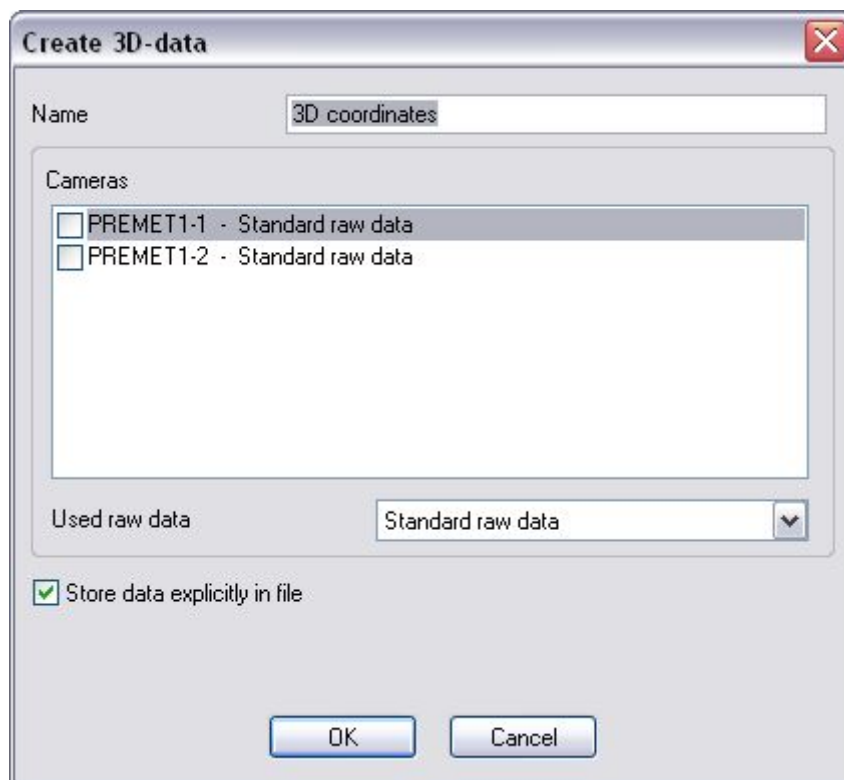 Create 3D-data
Name 3D coordinates
Cameras
PREMET1-1 - Standard raw data
PREMET1-2 - Standard raw data
Used raw data Standard raw data
Store data explicitly in file
OK Cancel